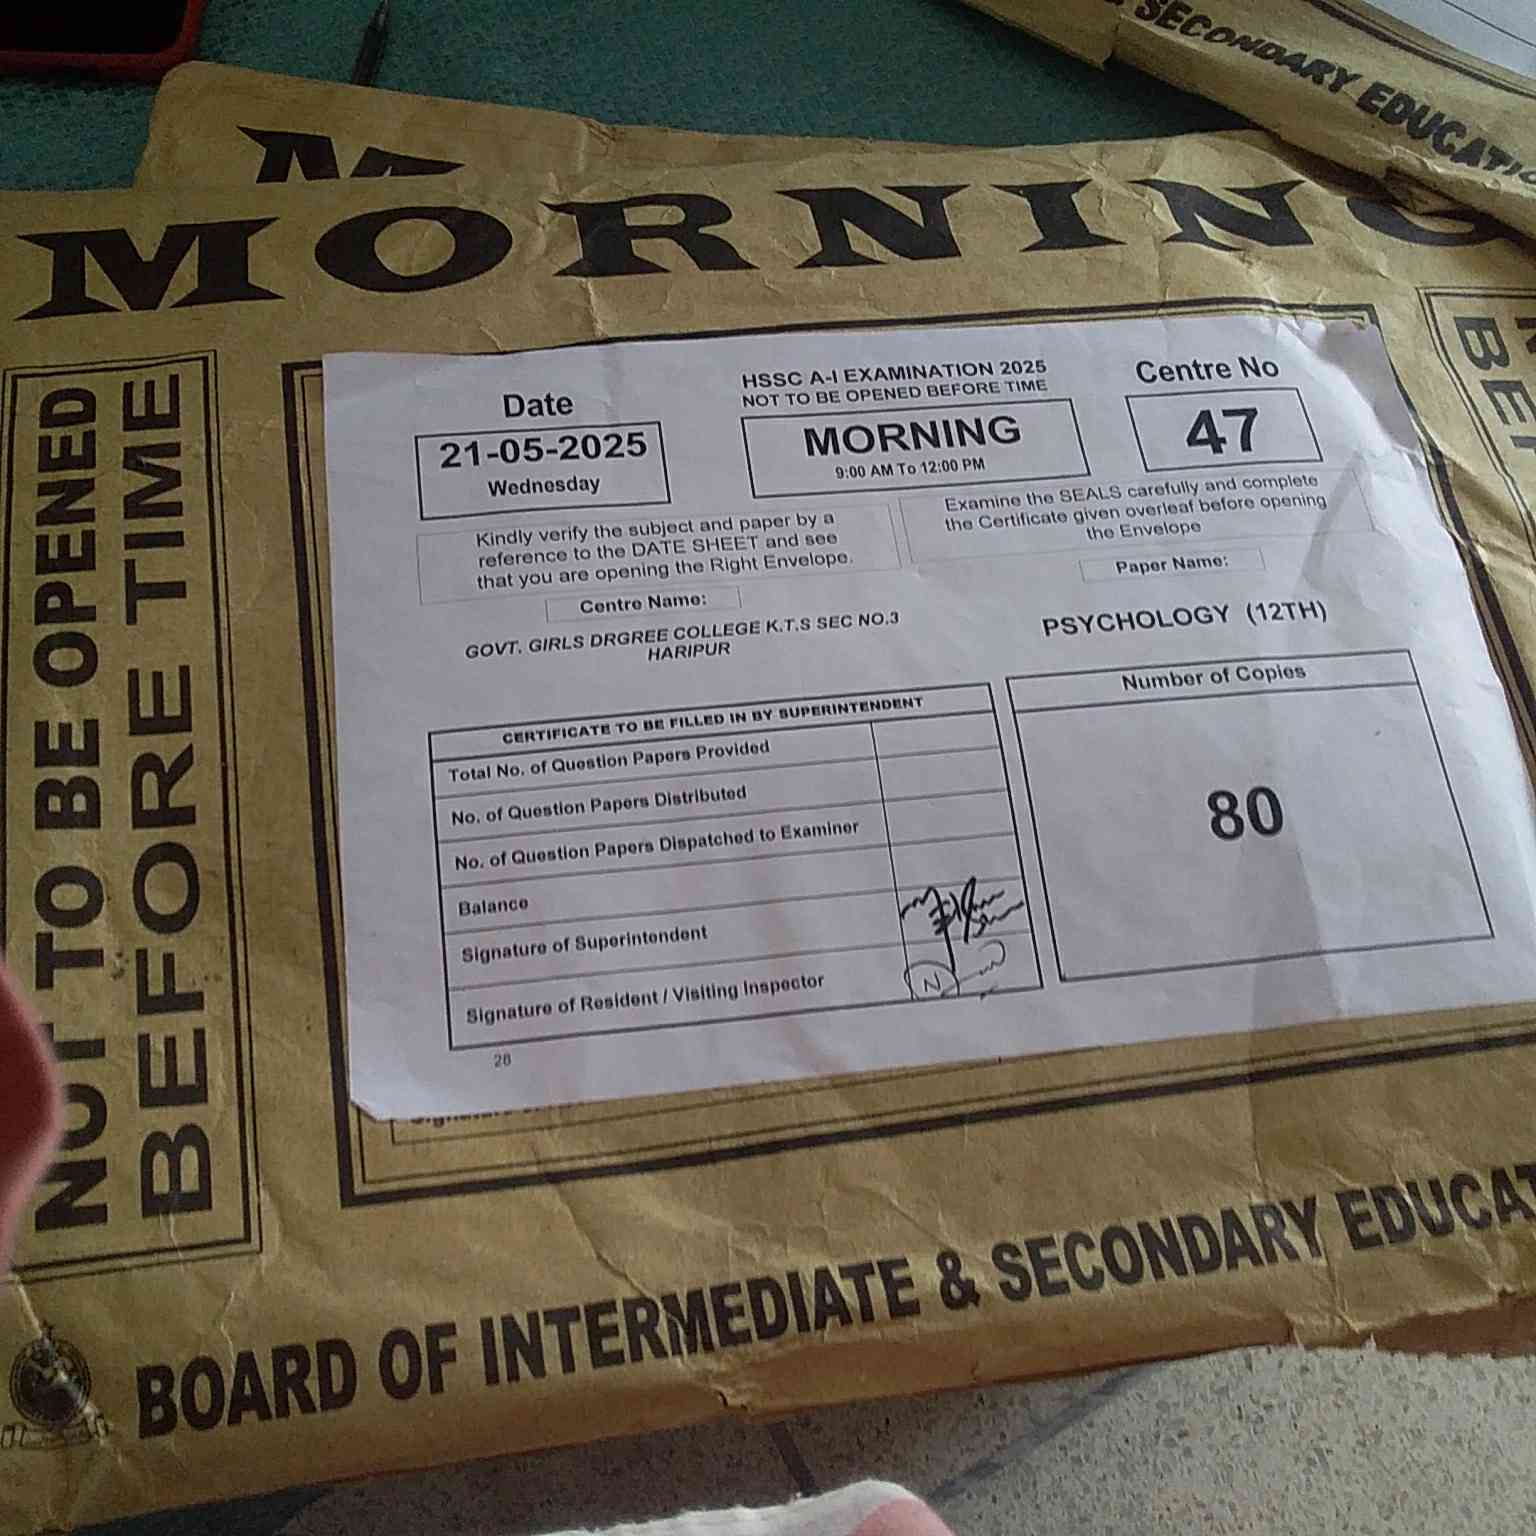 SECONDARY EDUCATIO
M
MORNING
NOT TO BE OPENED
BEFORE TIME
Date
21-05-2025
Wednesday
HSSC A-I EXAMINATION 2025
NOT TO BE OPENED BEFORE TIME
MORNING
9:00 AM To 12:00 PM
Centre No
47
Kindly verify the subject and paper by a
reference to the DATE SHEET and see
that you are opening the Right Envelope.
Examine the SEALS carefully and complete
the Certificate given overleaf before opening
the Envelope
Centre Name:
GOVT. GIRLS DRGREE COLLEGE K.T.S SEC NO.3
HARIPUR
Paper Name:
PSYCHOLOGY (12TH)
CERTIFICATE TO BE FILLED IN BY SUPERINTENDENT
Total No. of Question Papers Provided
No. of Question Papers Distributed
No. of Question Papers Dispatched to Examiner
Balance
Signature of Superintendent
Signature of Resident / Visiting Inspector
Number of Copies
80
28
BOARD OF INTERMEDIATE & SECONDARY EDUCAT